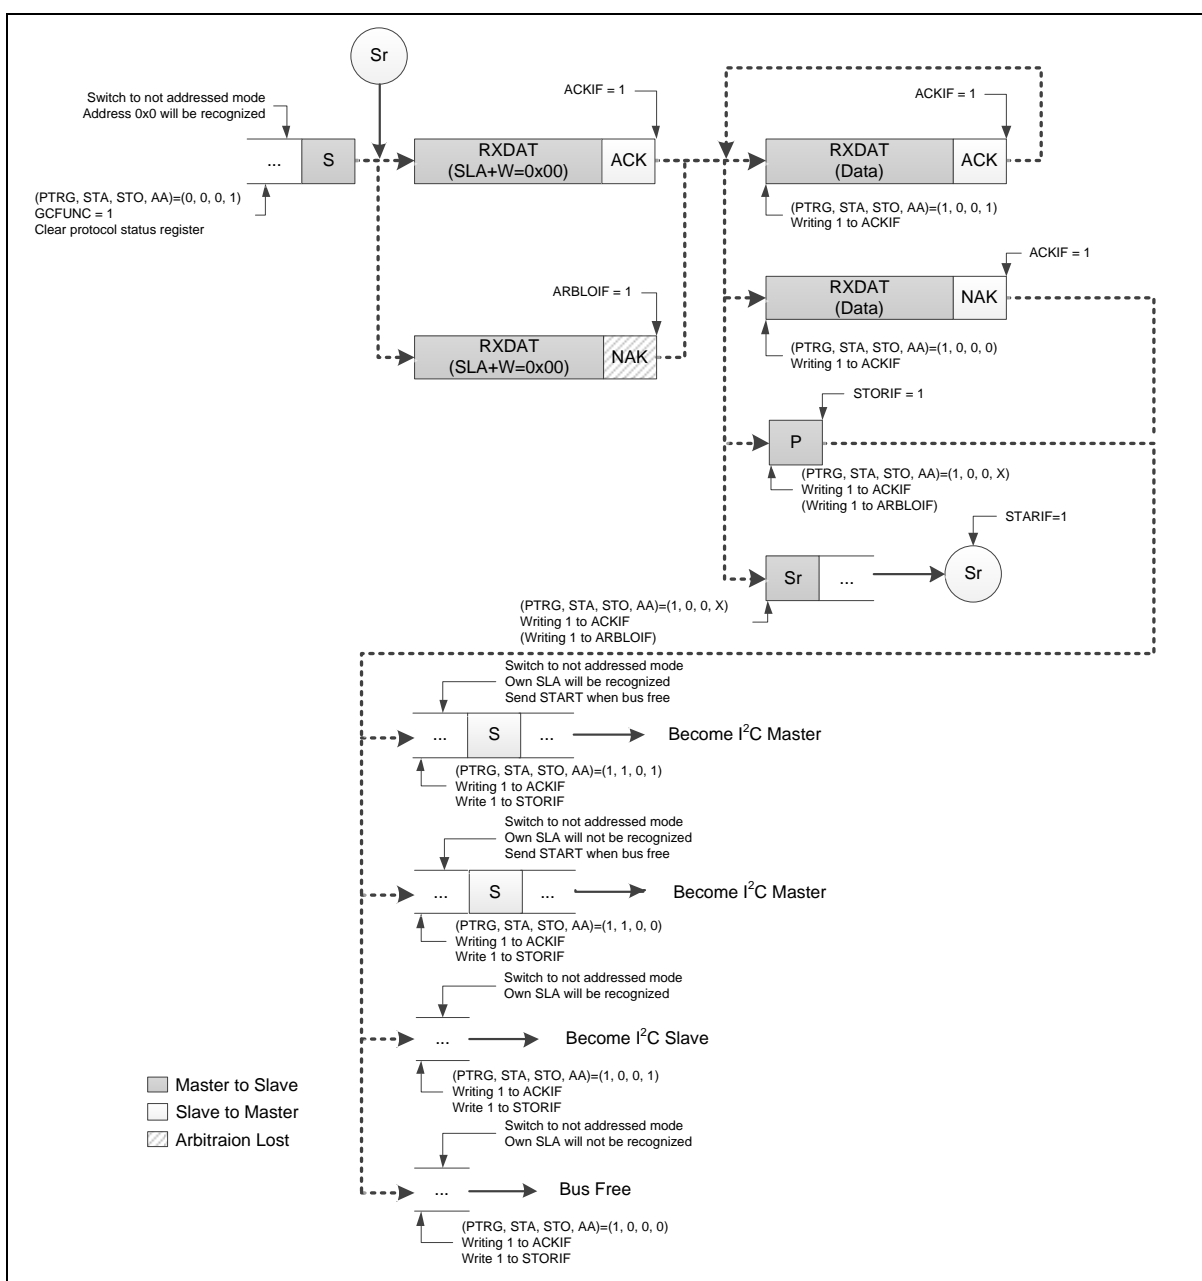 Sr
Switch to not addressed mode
Address 0x0 will be recognized
ACKIF = 1
ACKIF = 1
...
S
RXDAT
(SLA+W=0x00)
ACK
RXDAT
(Data)
ACK
(PTRG, STA, STO, AA)=(0, 0, 0, 1)
GCFUNC = 1
Clear protocol status register
(PTRG, STA, STO, AA)=(1, 0, 0, 1)
Writing 1 to ACKIF
ACKIF = 1
ARBLOIF = 1
RXDAT
(Data)
NAK
RXDAT
(SLA+W=0x00)
NAK
(PTRG, STA, STO, AA)=(1, 0, 0, 0)
Writing 1 to ACKIF
STORIF = 1
P
(PTRG, STA, STO, AA)=(1, 0, 0, X)
Writing 1 to ACKIF
(Writing 1 to ARBLOIF)
STARIF=1
Sr
...
Sr
(PTRG, STA, STO, AA)=(1, 0, 0, X)
Writing 1 to ACKIF
(Writing 1 to ARBLOIF)
Switch to not addressed mode
Own SLA will be recognized
Send START when bus free
...
S
...
Become I²C Master
(PTRG, STA, STO, AA)=(1, 1, 0, 1)
Writing 1 to ACKIF
Write 1 to STORIF
Switch to not addressed mode
Own SLA will not be recognized
Send START when bus free
...
S
...
Become I²C Master
(PTRG, STA, STO, AA)=(1, 1, 0, 0)
Writing 1 to ACKIF
Write 1 to STORIF
Switch to not addressed mode
Own SLA will be recognized
...
Become I²C Slave
(PTRG, STA, STO, AA)=(1, 0, 0, 1)
Writing 1 to ACKIF
Write 1 to STORIF
Master to Slave
Slave to Master
Arbitraion Lost
Switch to not addressed mode
Own SLA will not be recognized
...
Bus Free
(PTRG, STA, STO, AA)=(1, 0, 0, 0)
Writing 1 to ACKIF
Write 1 to STORIF